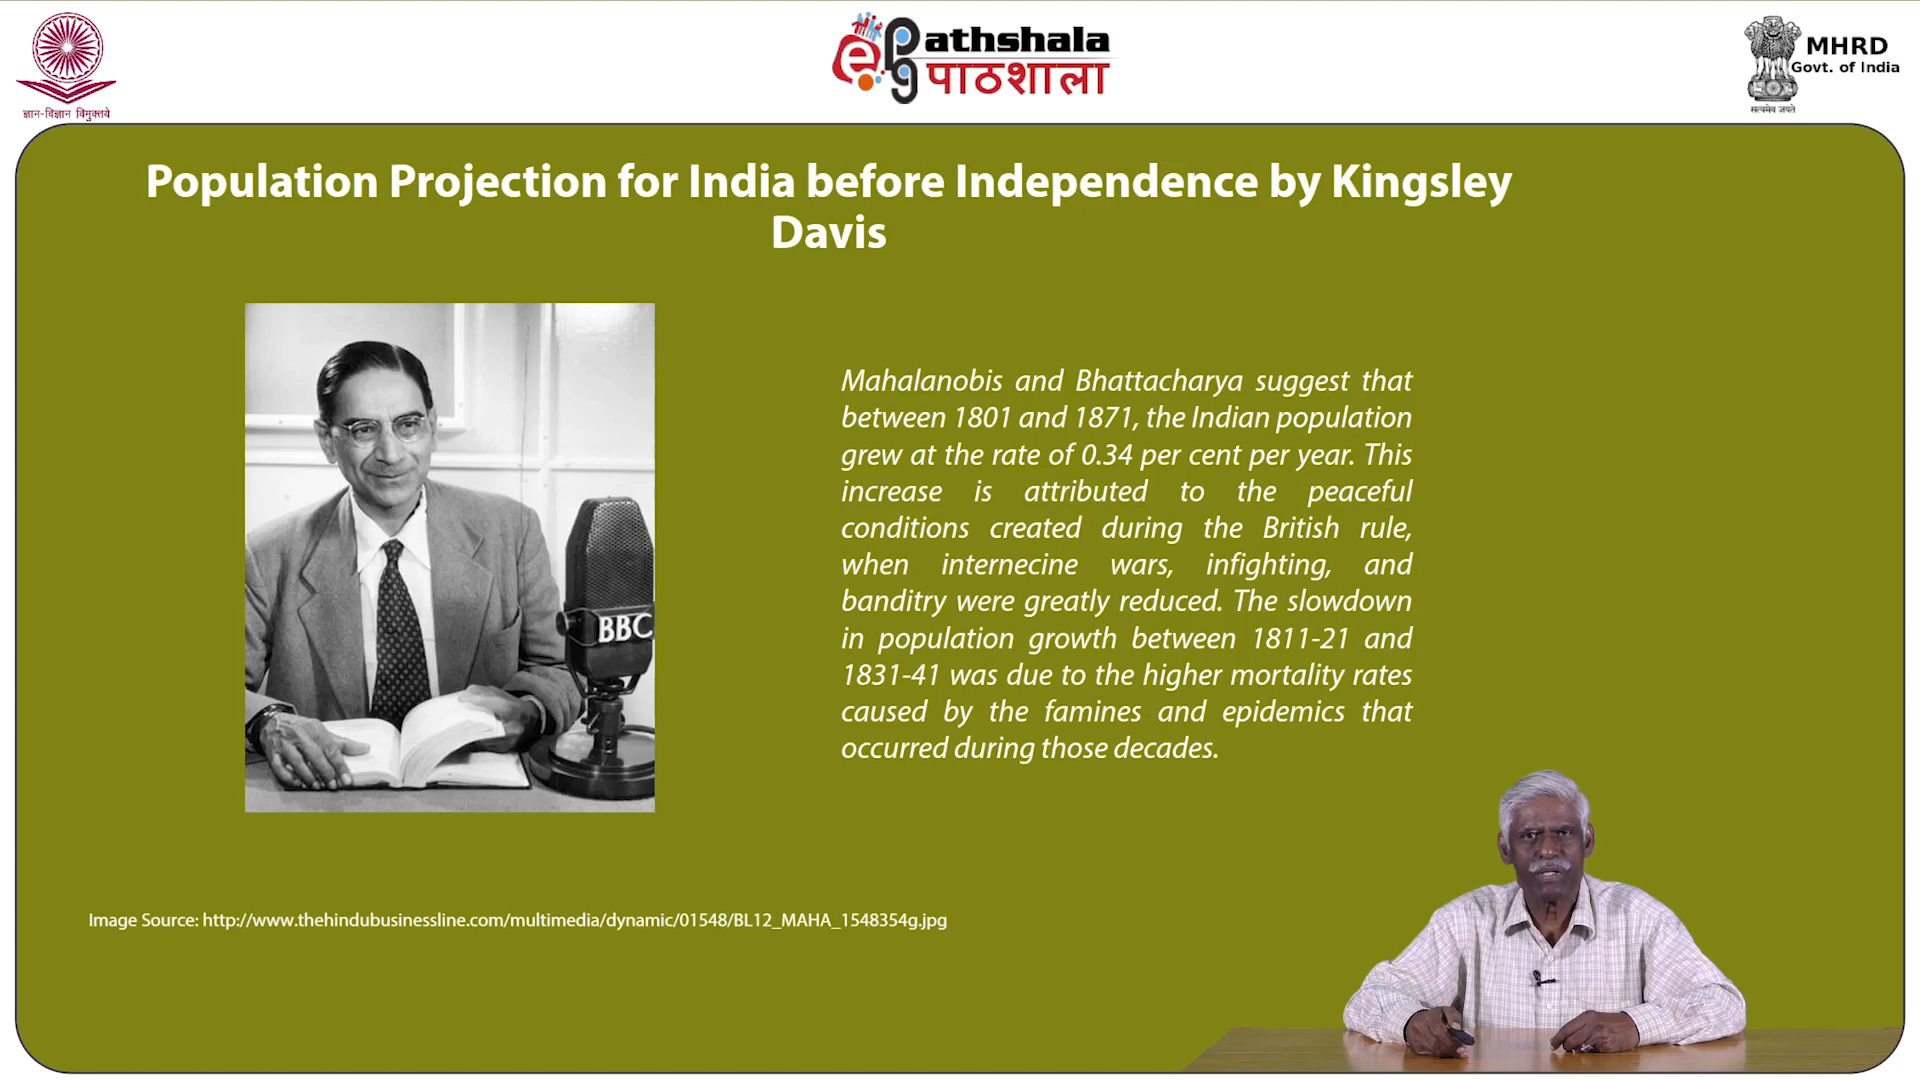 ज्ञान-विज्ञान विमुक्तये
ePathshala
पाठशाला
MHRD
Govt. of India
सत्यमेव जयते
Population Projection for India before Independence by Kingsley
Davis
BBC
Mahalanobis and Bhattacharya suggest that
between 1801 and 1871, the Indian population
grew at the rate of 0.34 per cent per year. This
increase is attributed to the peaceful
conditions created during the British rule,
when internecine wars, infighting, and
banditry were greatly reduced. The slowdown
in population growth between 1811-21 and
1831-41 was due to the higher mortality rates
caused by the famines and epidemics that
occurred during those decades.
Image Source: http://www.thehindubusinessline.com/multimedia/dynamic/01548/BL12_MAHA_1548354g.jpg